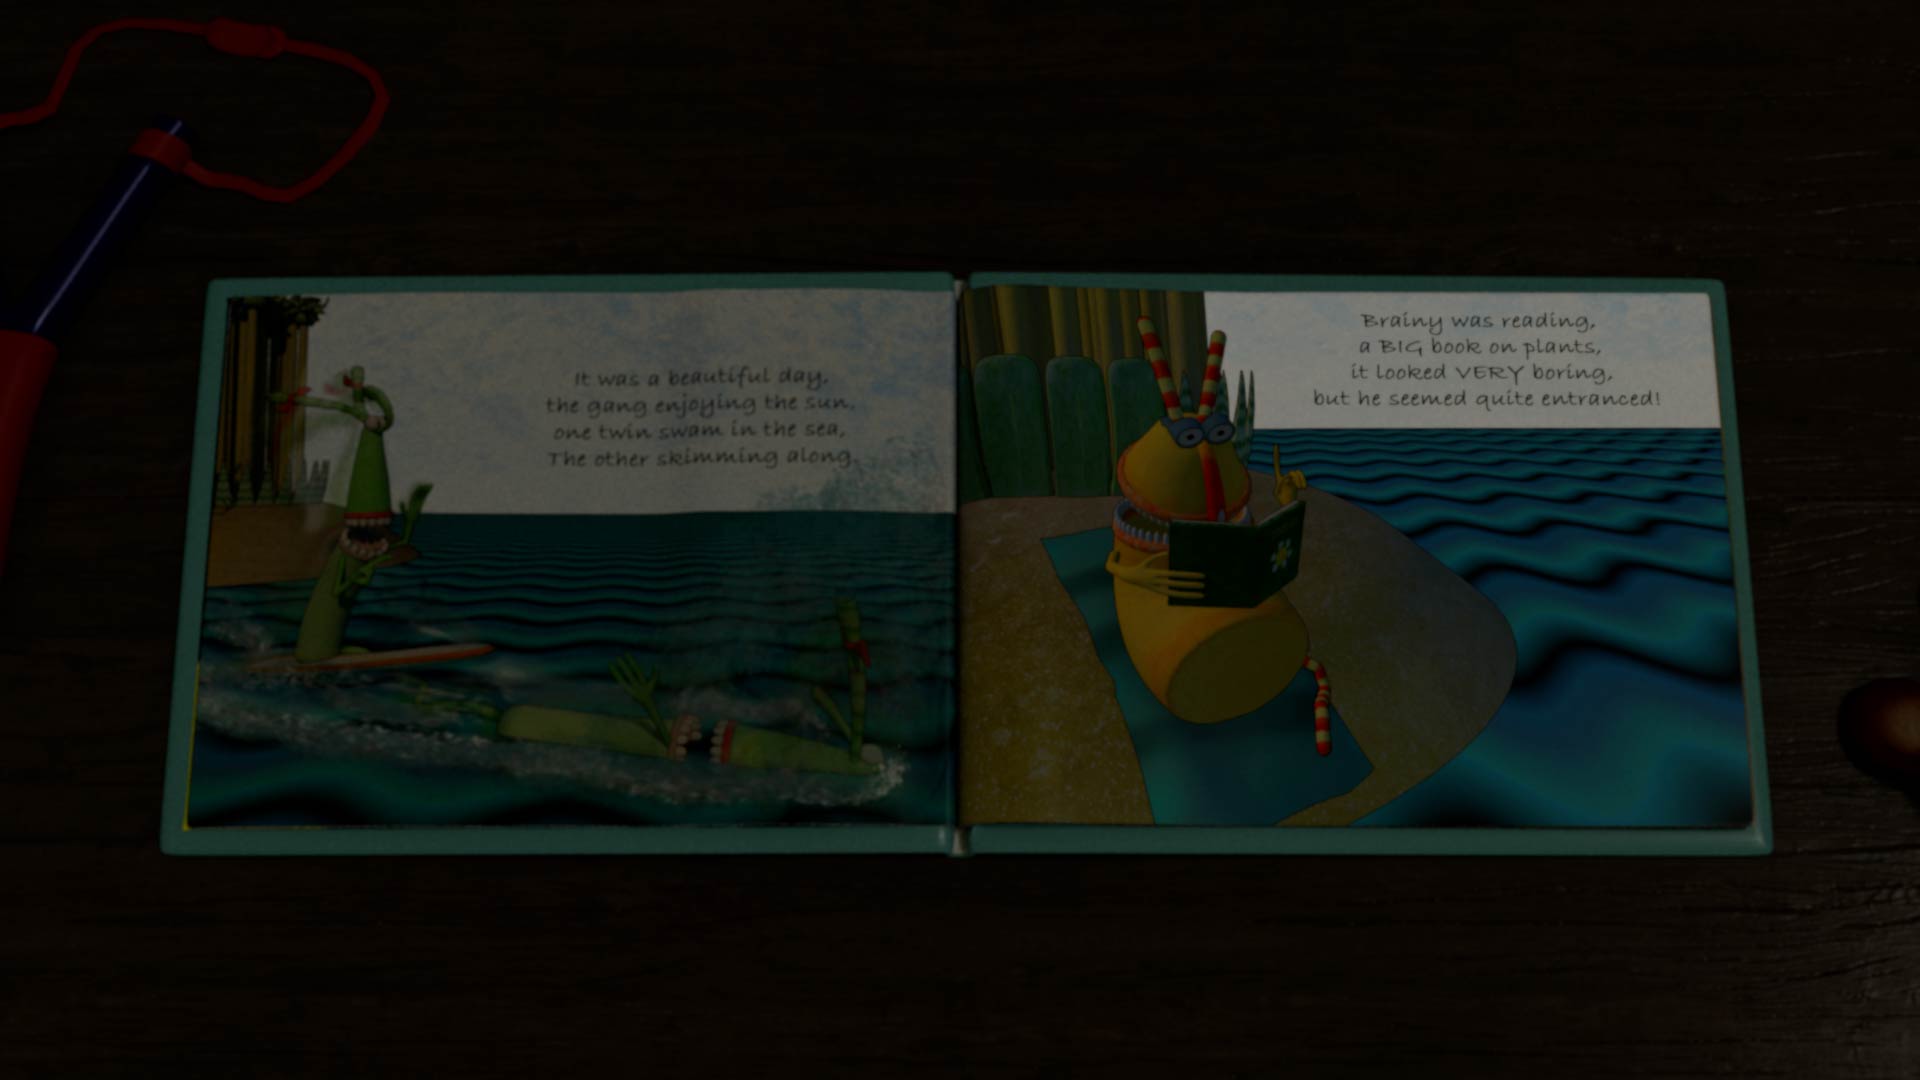 It was a beautiful day,
the gang enjoying the sun,
one twin swam in the sea,
The other skimming along.
Brainy was reading,
a BIG book on plants,
it looked VERY boring,
but he seemed quite entranced!